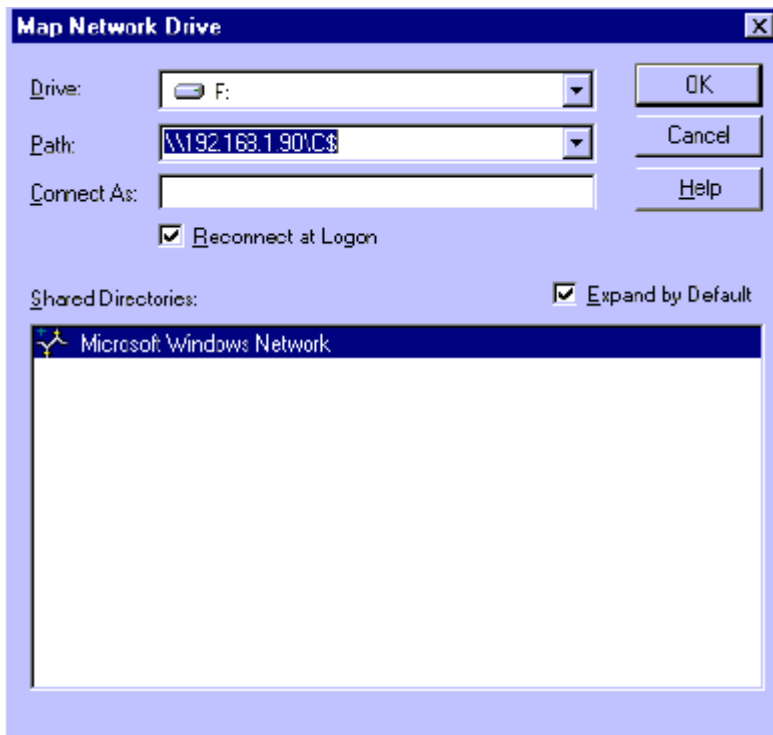 Map Network Drive
Drive: F: OK
Path: \\192.168.1.90\C$ Cancel
Connect As: Help
Reconnect at Logon
Shared Directories: Expand by Default
Microsoft Windows Network